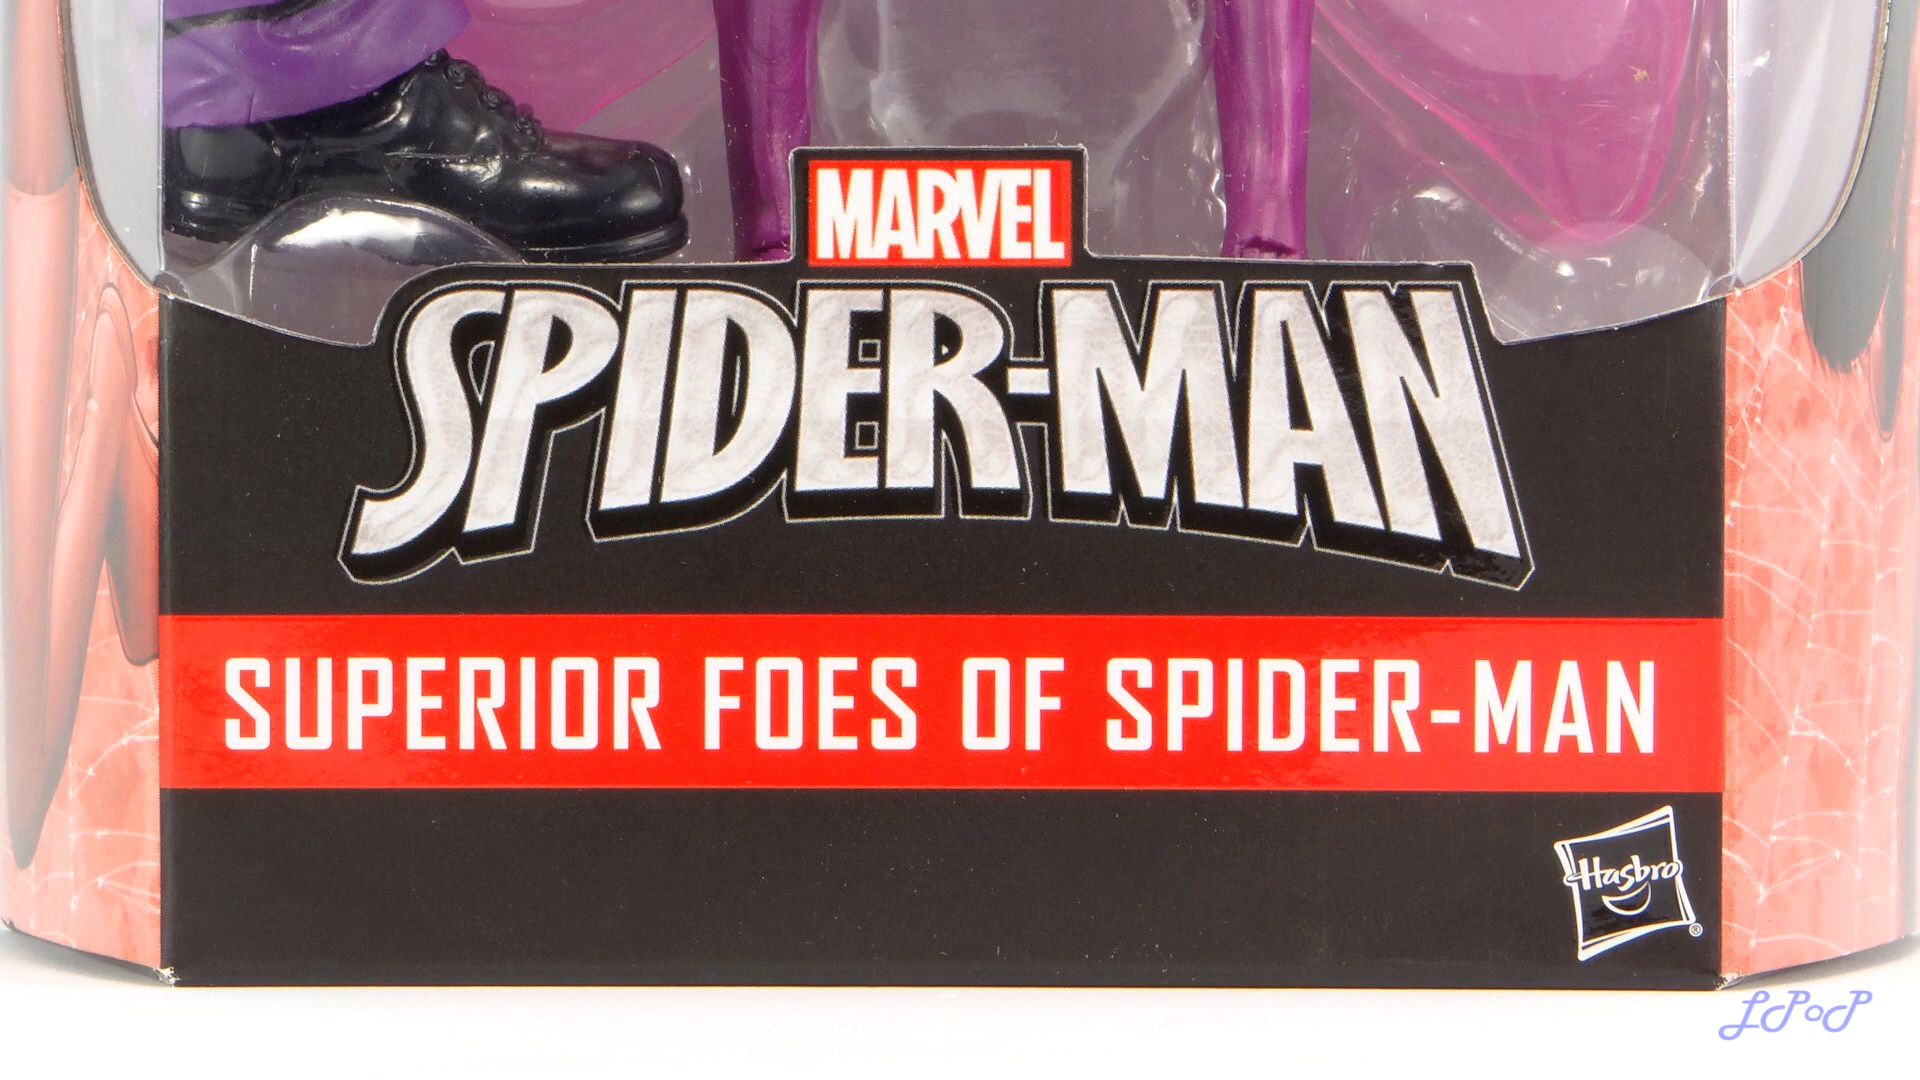 MARVEL
SPIDER-MAN
SUPERIOR FOES OF SPIDER-MAN
Hasbro
®
LPoP